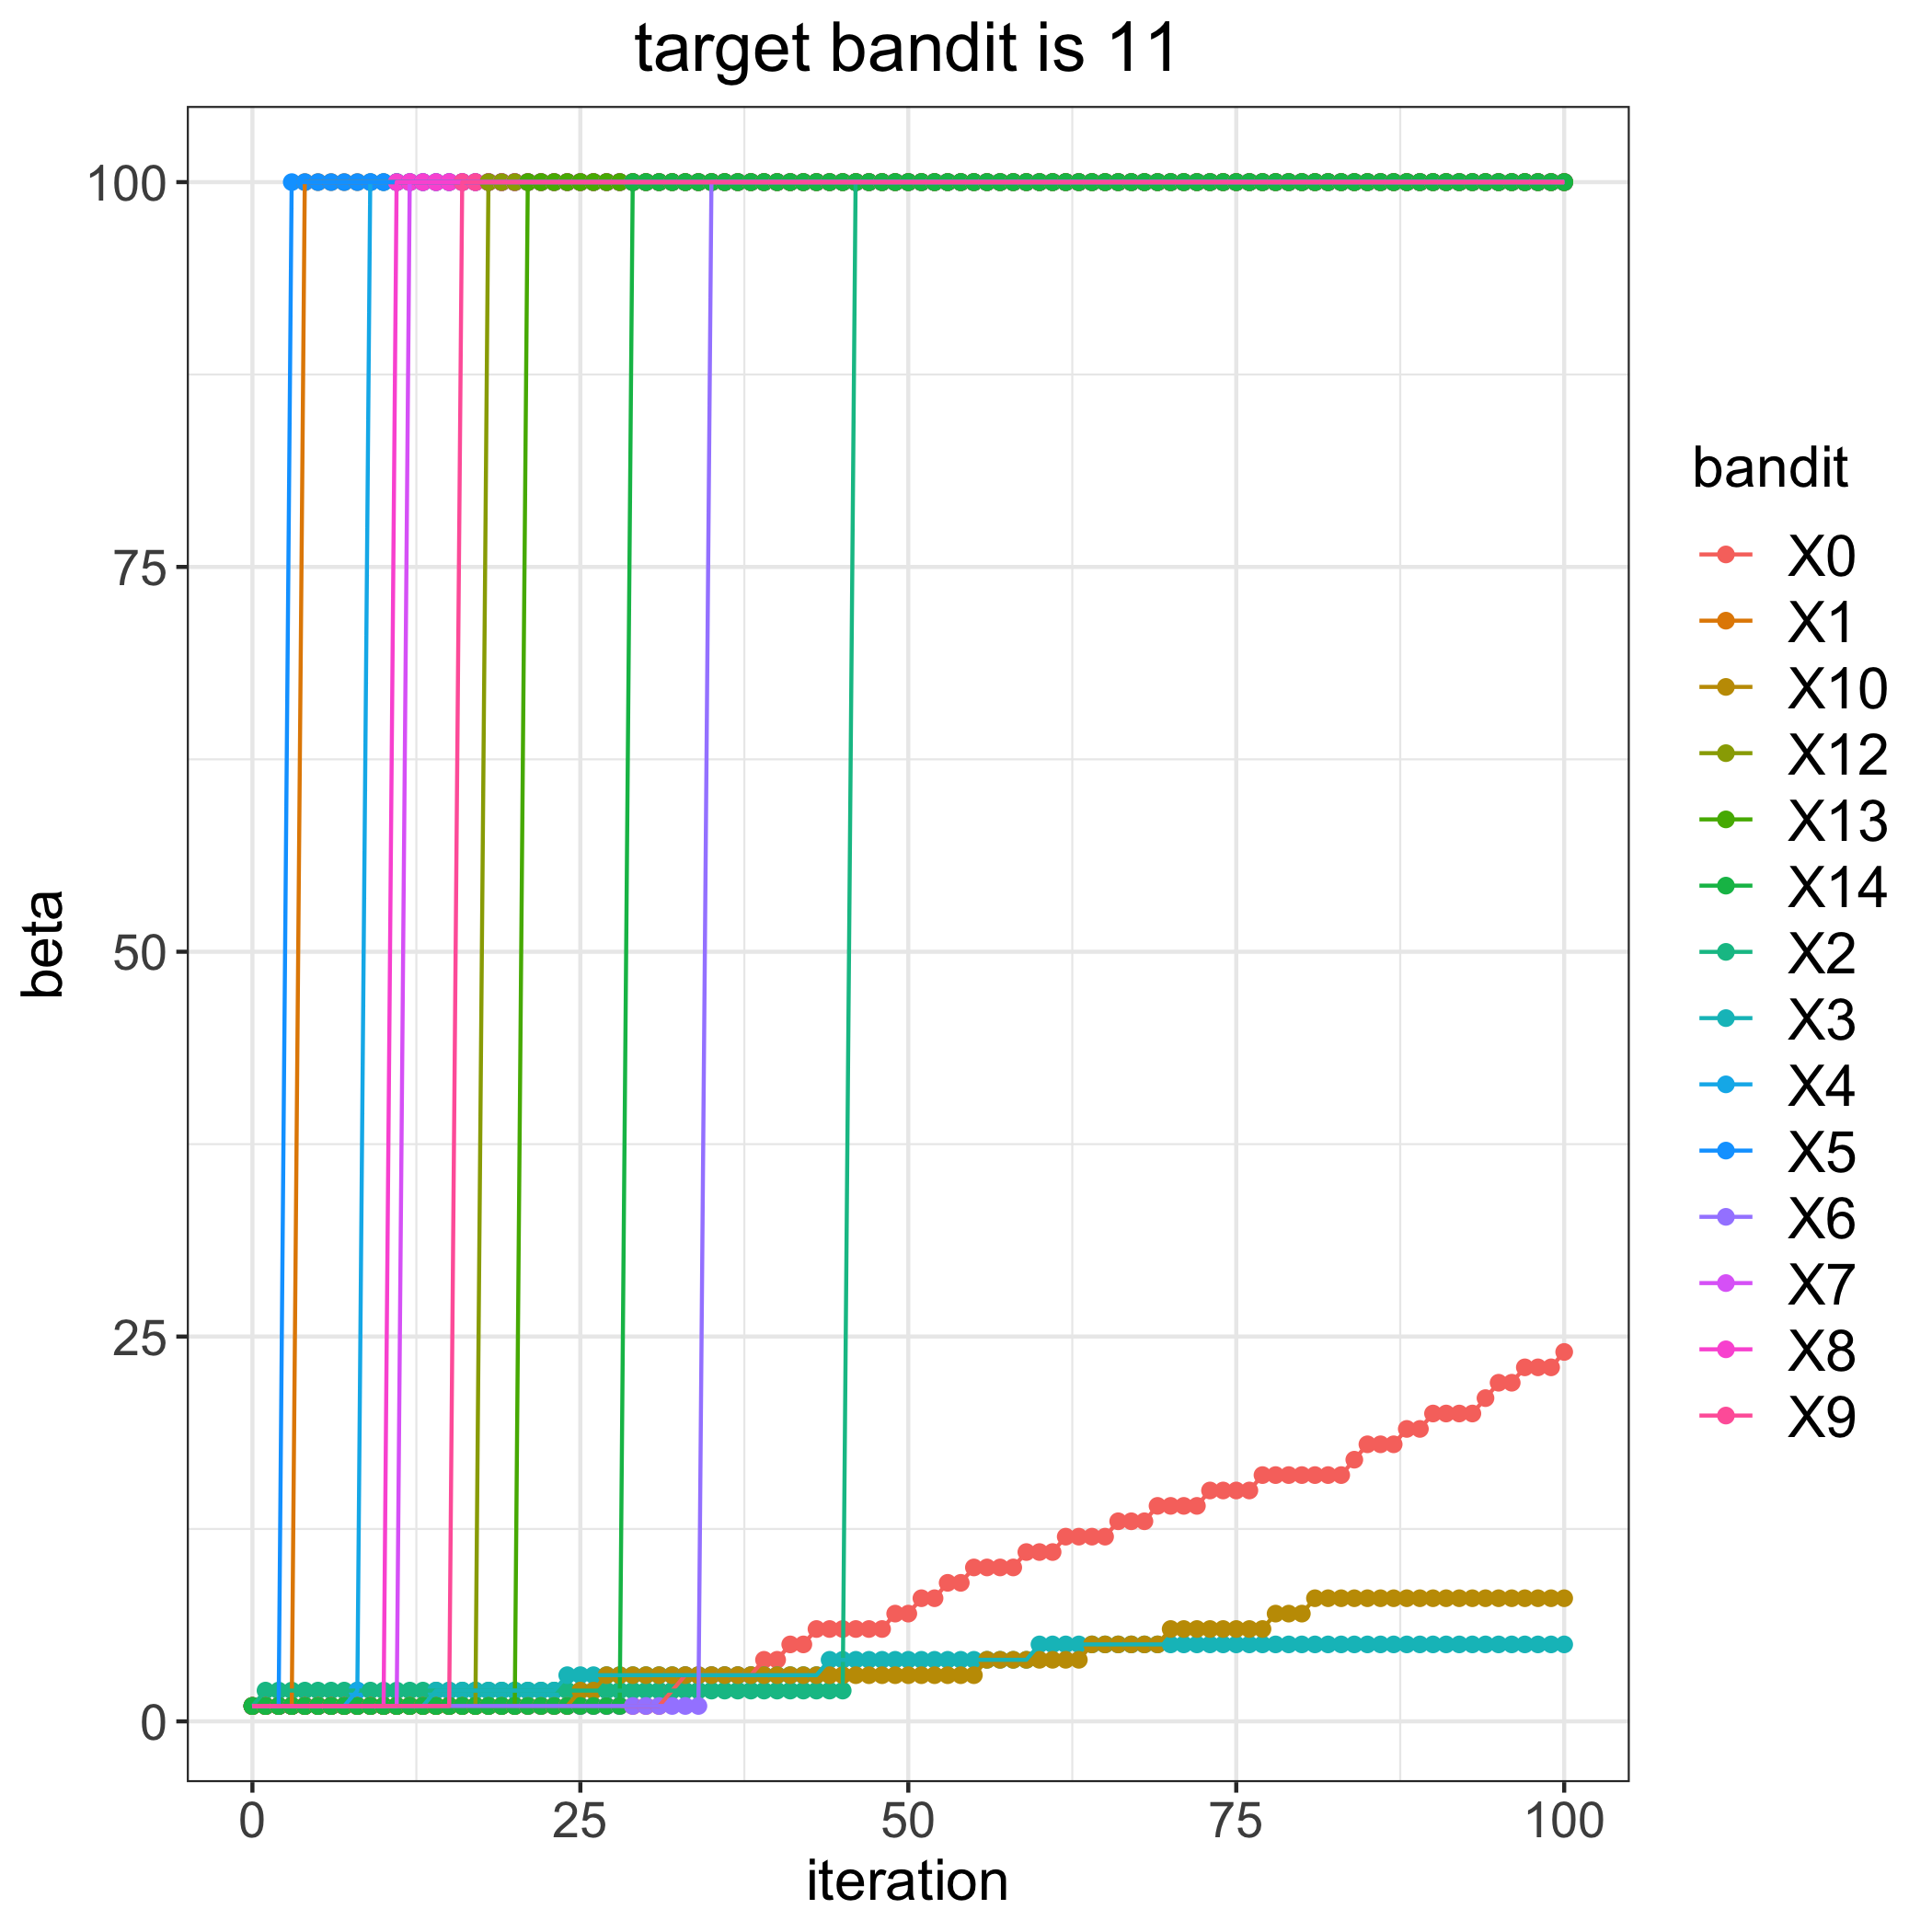 target bandit is 11
100
75
50
25
0
beta
0 25 50 75 100
iteration
bandit
X0
X1
X10
X12
X13
X14
X2
X3
X4
X5
X6
X7
X8
X9